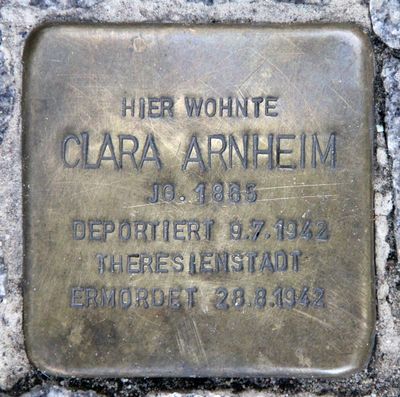 HIER WOHNTE
CLARA ARNHEIM
JG. 1865
DEPORTIERT 9.7.1942
THERESIENSTADT
ERMORDET 28.8.1942